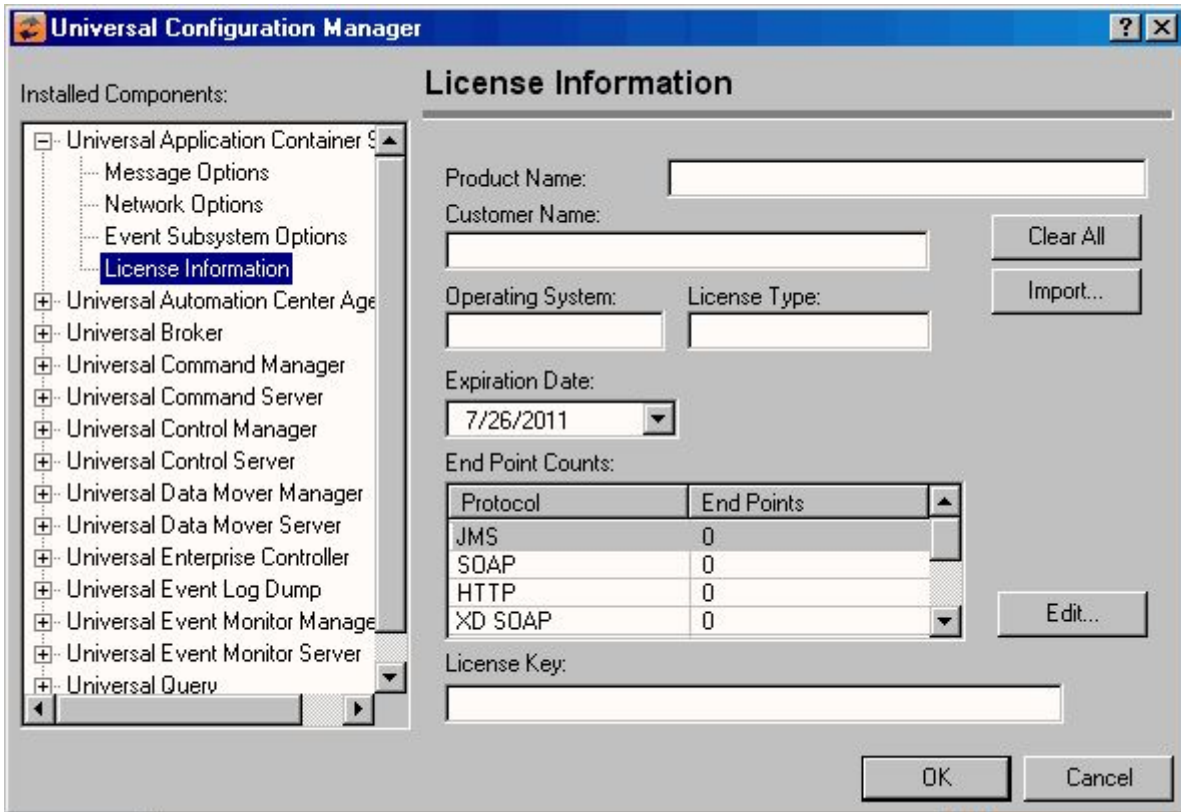 Universal Configuration Manager
Installed Components:
Universal Application Container S
Message Options
Network Options
Event Subsystem Options
License Information
Universal Automation Center Age
Universal Broker
Universal Command Manager
Universal Command Server
Universal Control Manager
Universal Control Server
Universal Data Mover Manager
Universal Data Mover Server
Universal Enterprise Controller
Universal Event Log Dump
Universal Event Monitor Manage
Universal Event Monitor Server
Universal Query
License Information
Product Name:
Customer Name:
Clear All
Operating System: License Type:
Import...
Expiration Date:
7/26/2011
End Point Counts:
Protocol End Points
JMS 0
SOAP 0
HTTP 0
XD SOAP 0
Edit...
License Key:
OK Cancel